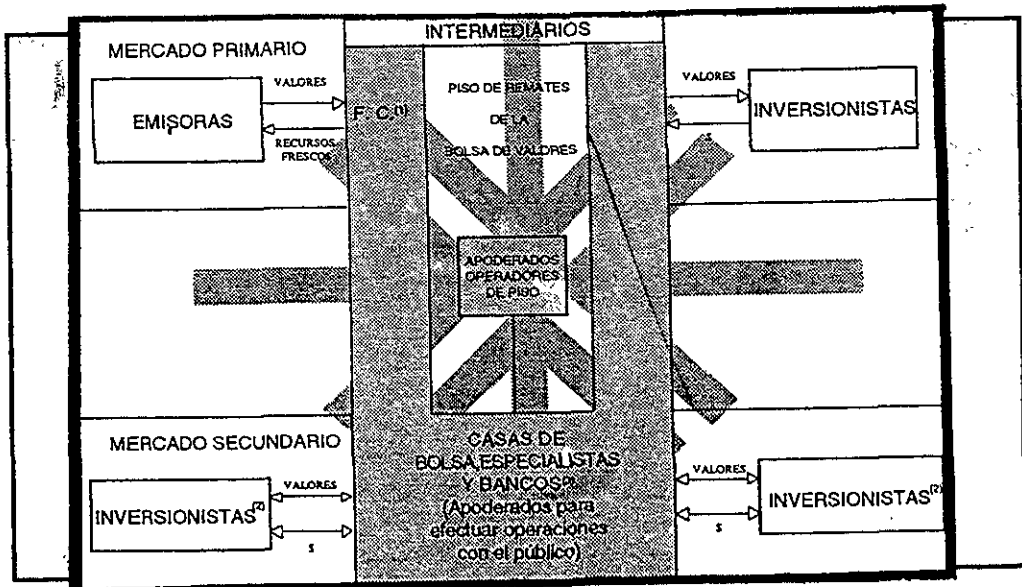 MERCADO PRIMARIO
INTERMEDIARIOS
EMISORAS
VALORES
RECURSOS
FRESCOS
F. C.(1)
PISO DE REMATES
DE LA
BOLSA DE VALORES
VALORES
INVERSIONISTAS
$
APODERADOS
OPERADORES
DE PISO
MERCADO SECUNDARIO
INVERSIONISTAS(2)
VALORES
$
CASAS DE
BOLSA, ESPECIALISTAS
Y BANCOS
(Apoderados para
efectuar operaciones
con el público)
VALORES
$
INVERSIONISTAS(2)